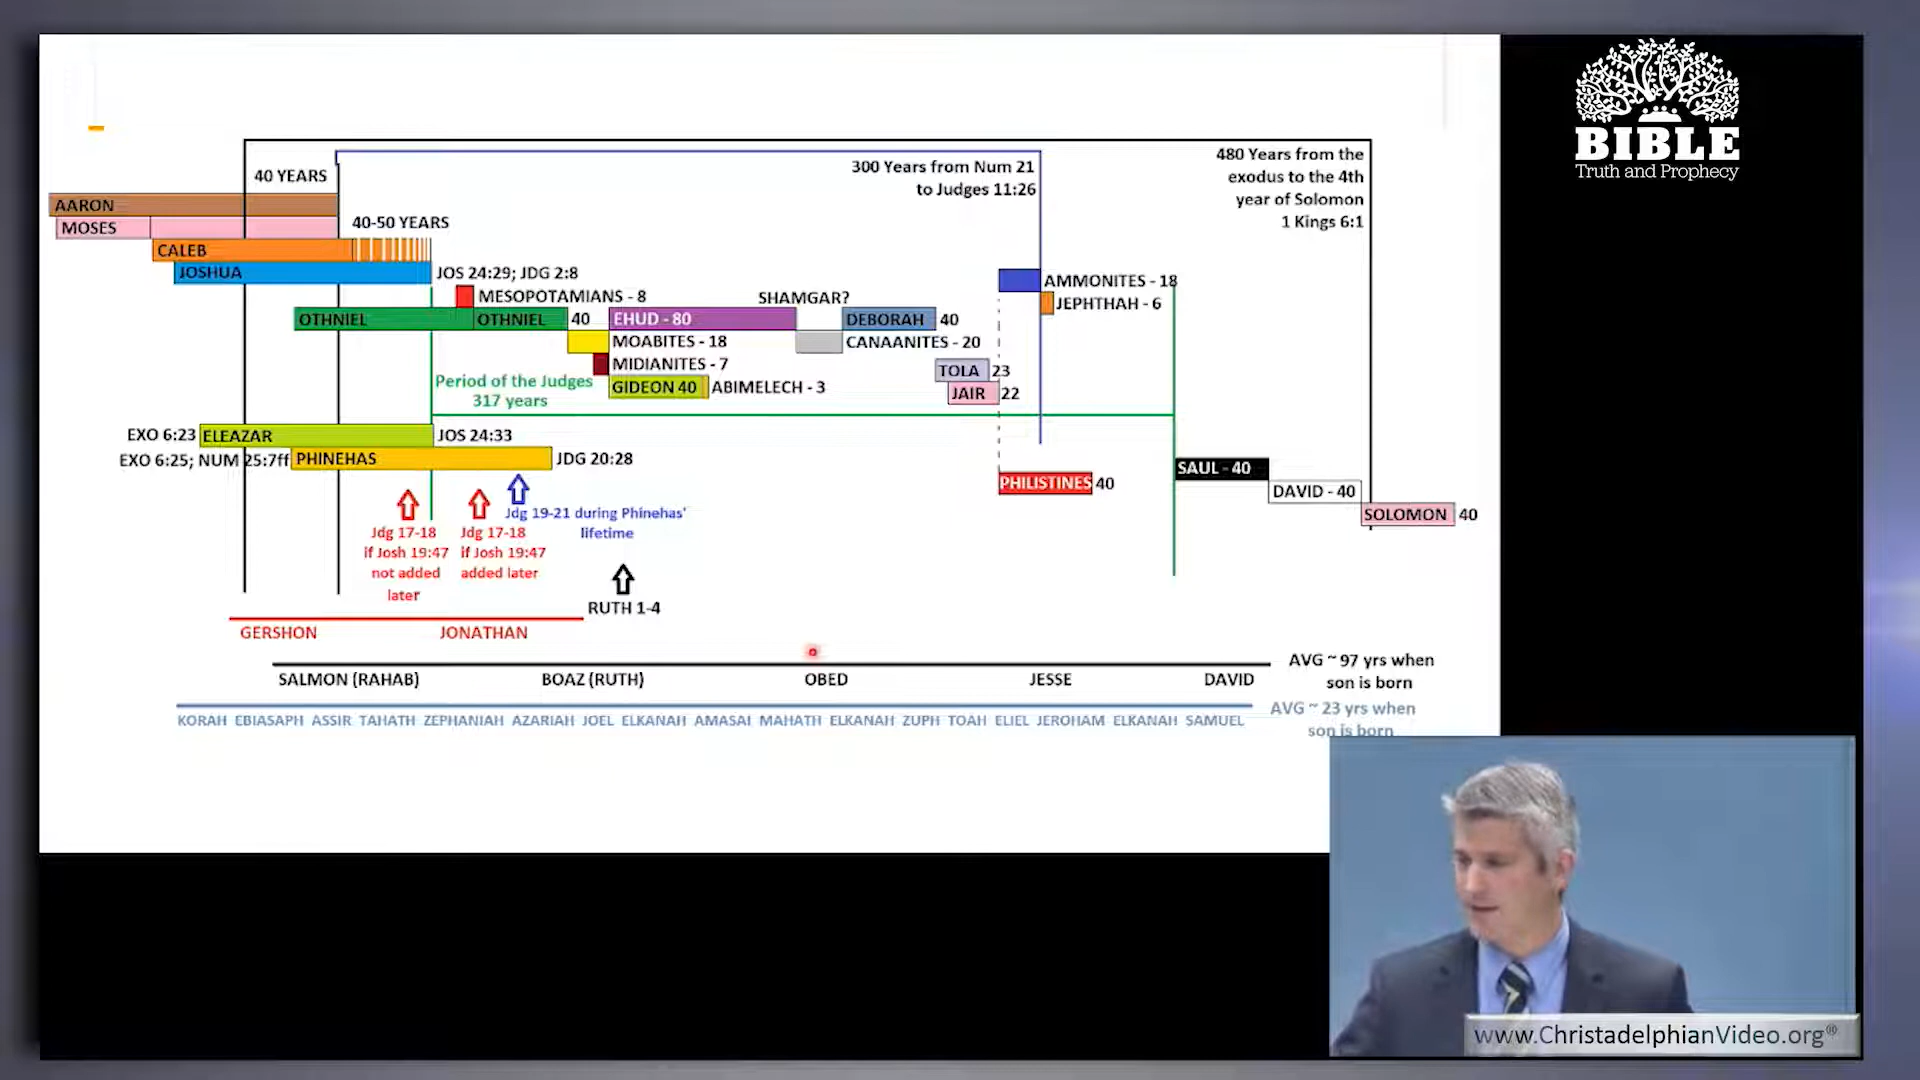 BIBLE
Truth and Prophecy
300 Years from Num 21
to Judges 11:26
480 Years from the
exodus to the 4th
year of Solomon
1 Kings 6:1
40 YEARS
AARON
MOSES
40-50 YEARS
CALEB
JOSHUA
JOS 24:29; JDG 2:8
AMMONITES - 18
MESOPOTAMIANS - 8
SHAMGAR?
JEPHTHAH - 6
OTHNIEL
OTHNIEL
40
EHUD - 80
DEBORAH
40
MOABITES - 18
CANAANITES - 20
MIDIANITES - 7
TOLA
23
Period of the Judges
317 years
GIDEON 40
ABIMELECH - 3
JAIR
22
EXO 6:23
ELEAZAR
JOS 24:33
EXO 6:25; NUM 25:7ff
PHINEHAS
JDG 20:28
SAUL - 40
PHILISTINES
40
DAVID - 40
SOLOMON
40
Jdg 19-21 during Phinehas'
lifetime
Jdg 17-18
if Josh 19:47
not added
later
Jdg 17-18
if Josh 19:47
added later
RUTH 1-4
GERSHON
JONATHAN
AVG ~ 97 yrs when
son is born
SALMON (RAHAB)
BOAZ (RUTH)
OBED
JESSE
DAVID
KORAH EBIASAPH ASSIR TAHATH ZEPHANIAH AZARIAH JOEL ELKANAH AMASAI MAHATH ELKANAH ZUPH TOAH ELIEL JEROHAM ELKANAH SAMUEL
AVG ~ 23 yrs when
son is born
www.ChristadelphianVideo.org®